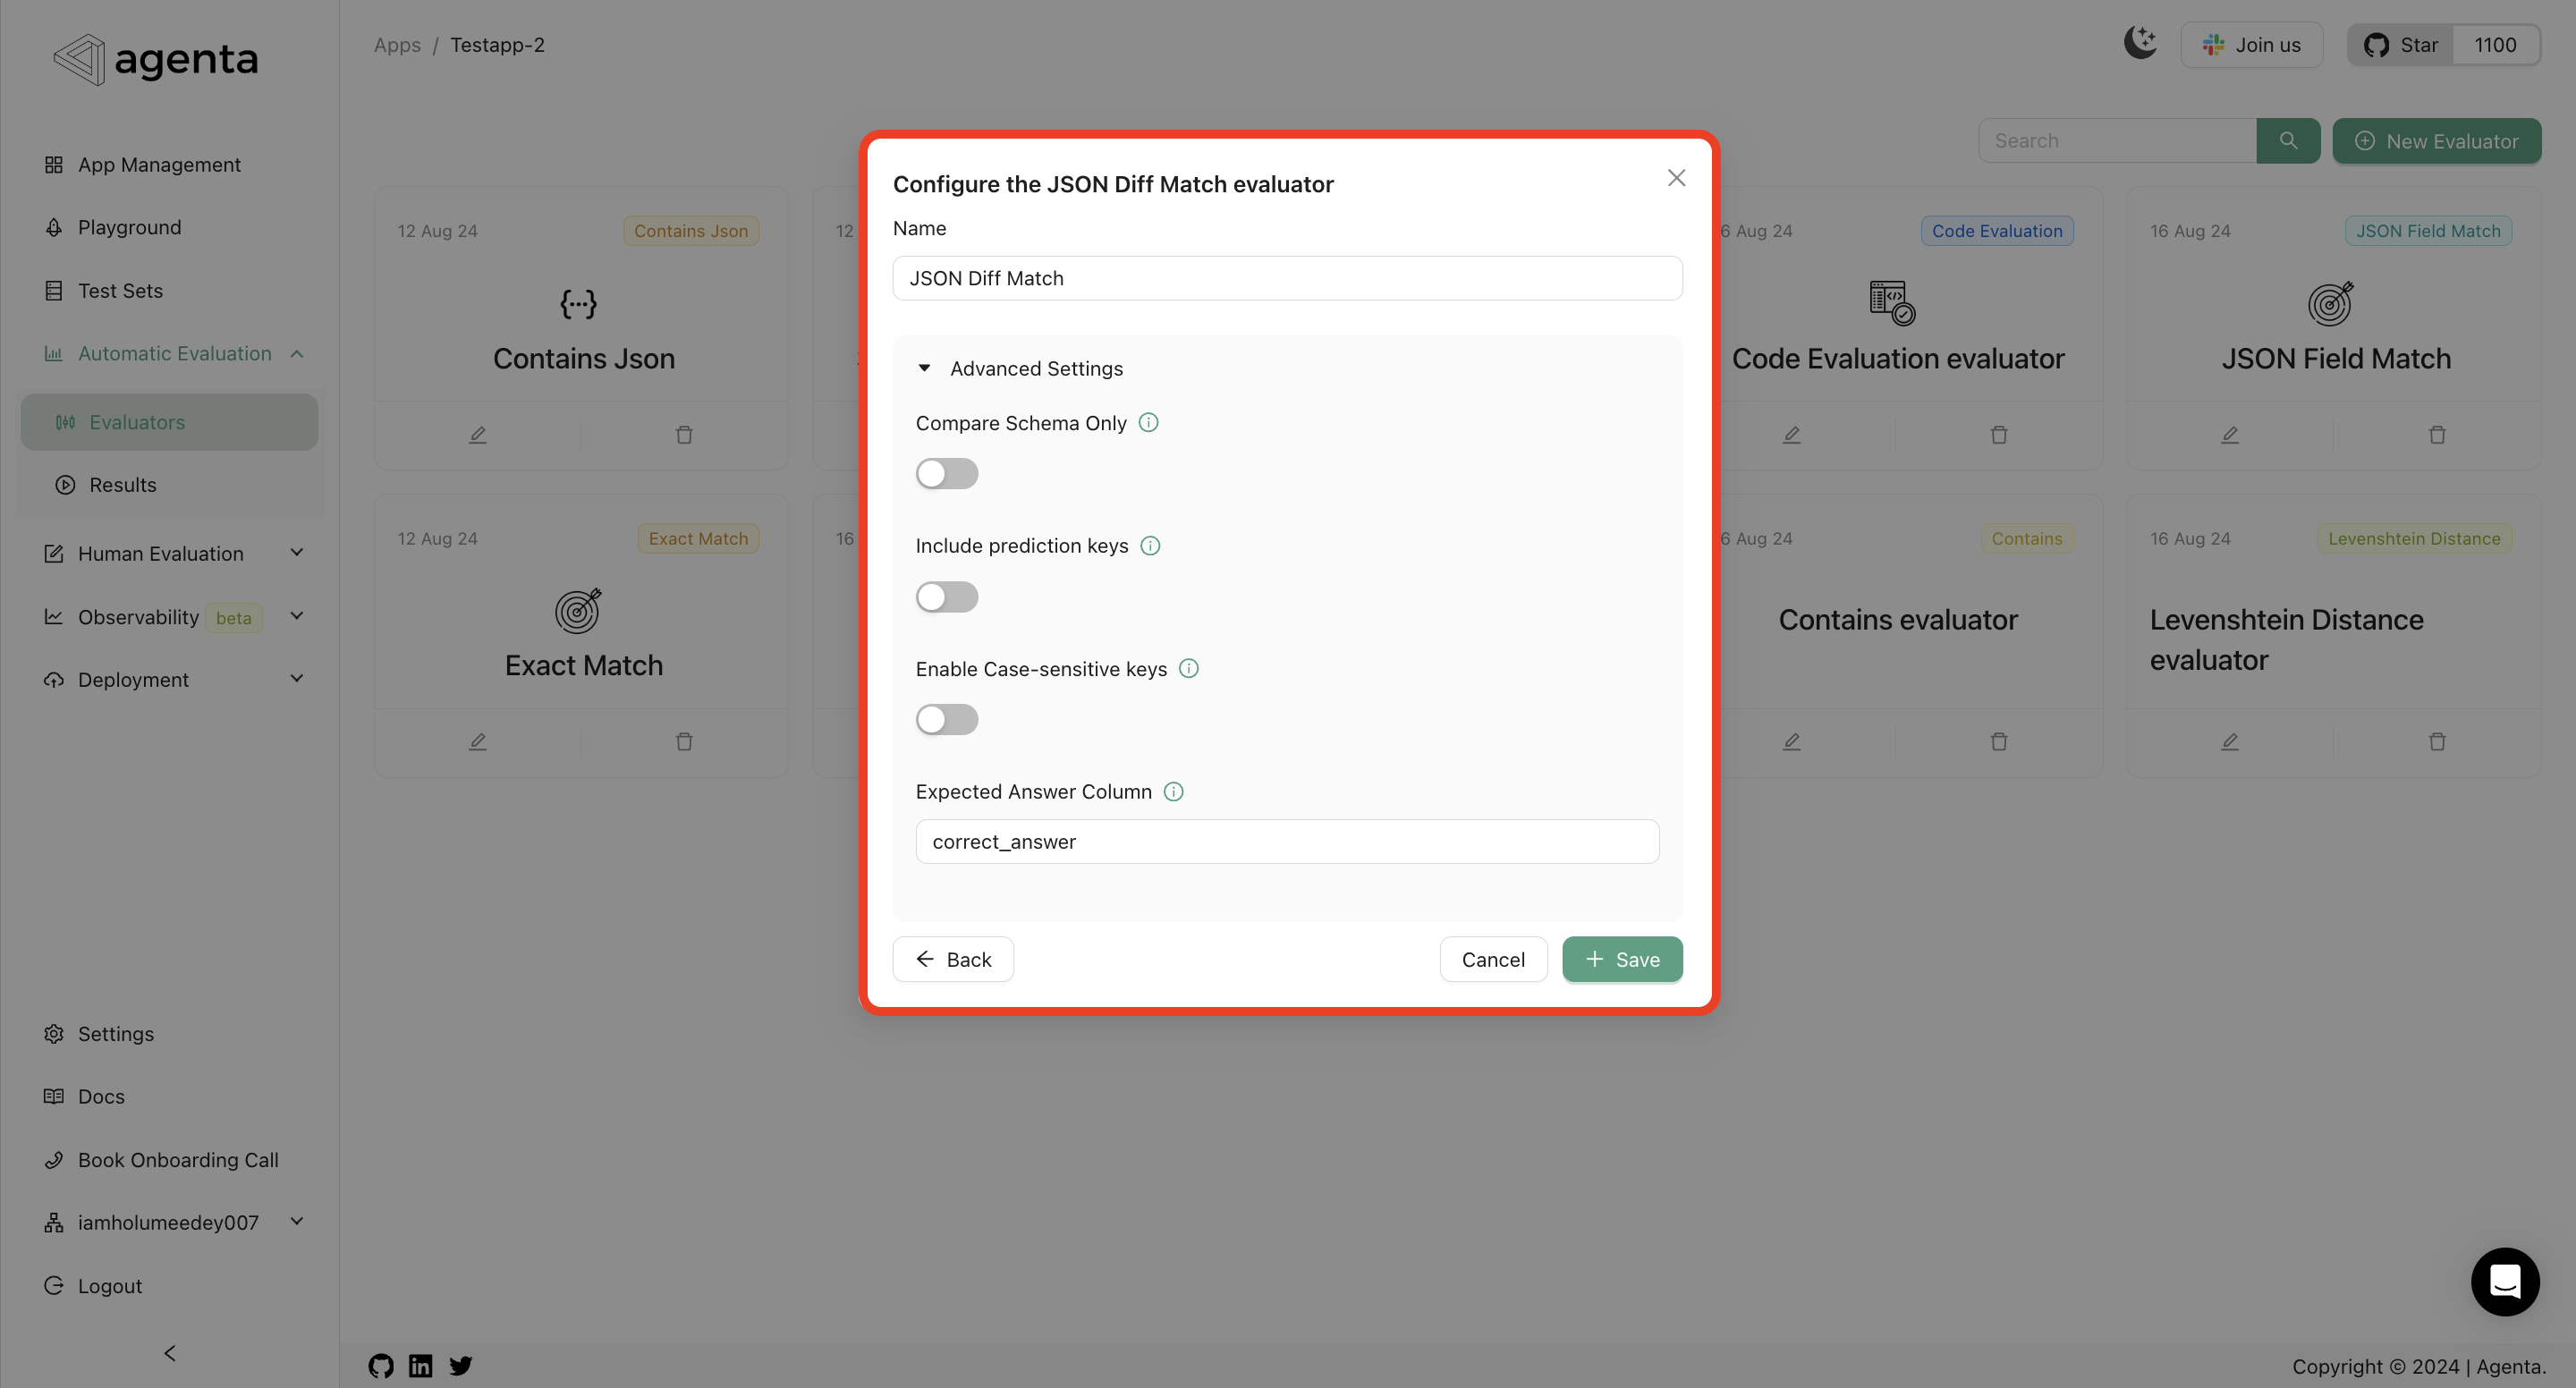 agenta
Apps / Testapp-2
Join us
Star 1100
App Management
Playground
Test Sets
Automatic Evaluation
Evaluators
Results
Human Evaluation
Observability beta
Deployment
Settings
Docs
Book Onboarding Call
iamholumeedey007
Logout
Search
New Evaluator
12 Aug 24 Contains Json
Contains Json
12
6 Aug 24 Code Evaluation
Code Evaluation evaluator
16 Aug 24 JSON Field Match
JSON Field Match
12 Aug 24 Exact Match
Exact Match
16
6 Aug 24 Contains
Contains evaluator
16 Aug 24 Levenshtein Distance
Levenshtein Distance
evaluator
Configure the JSON Diff Match evaluator
Name
JSON Diff Match
Advanced Settings
Compare Schema Only
Include prediction keys
Enable Case-sensitive keys
Expected Answer Column
correct_answer
Back
Cancel
Save
Copyright © 2024 | Agenta.